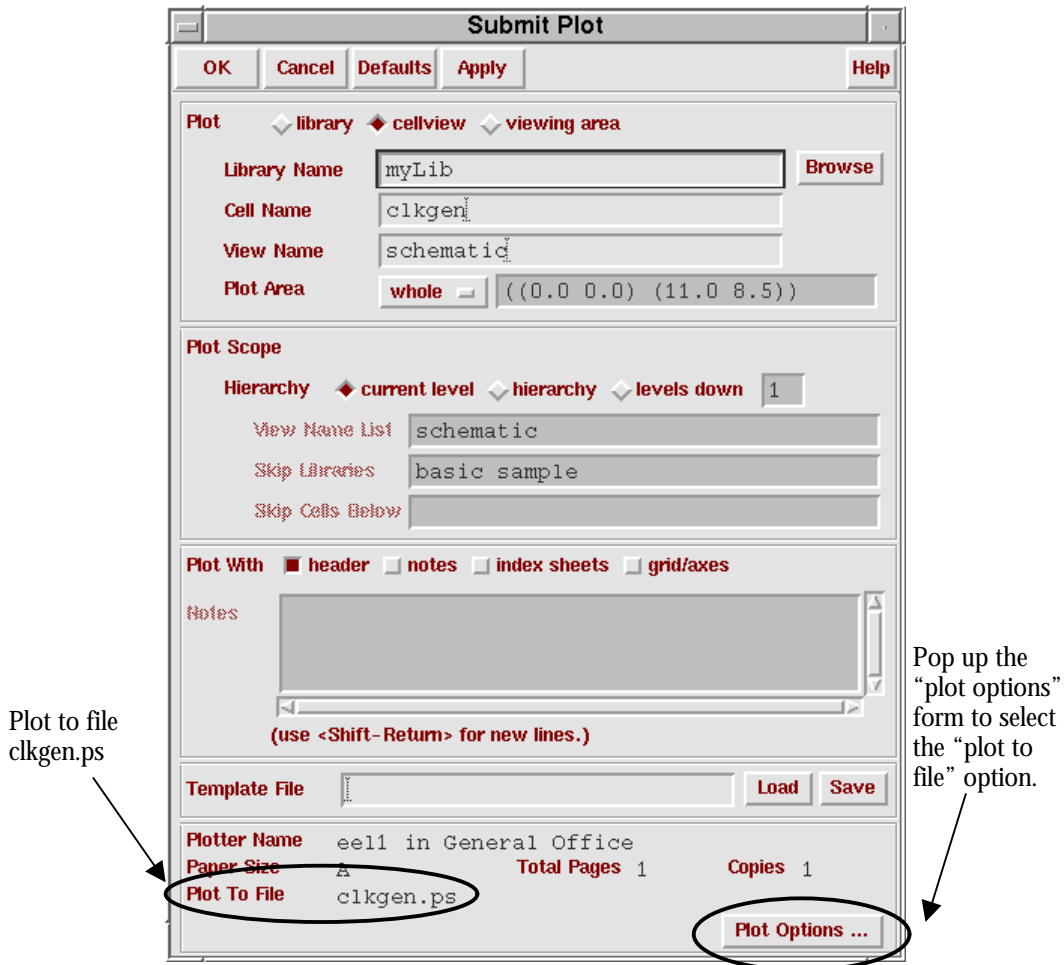 Submit Plot
OK Cancel Defaults Apply Help
Plot library cellview viewing area
Library Name myLib Browse
Cell Name clkgen
View Name schematic
Plot Area whole ((0.0 0.0) (11.0 8.5))
Plot Scope
Hierarchy current level hierarchy levels down 1
View Name List schematic
Skip Libraries basic sample
Skip Cells Below
Plot With header notes index sheets grid/axes
Notes
(use <Shift-Return> for new lines.)
Template File Load Save
Plotter Name eel1 in General Office
Paper Size A Total Pages 1 Copies 1
Plot To File clkgen.ps
Plot Options ...
Plot to file
clkgen.ps
Pop up the
“plot options”
form to select
the “plot to
file” option.